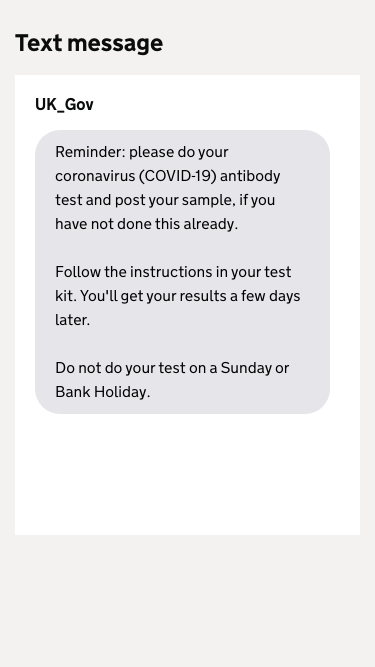 Text message
UK_Gov
Reminder: please do your
coronavirus (COVID-19) antibody
test and post your sample, if you
have not done this already.
Follow the instructions in your test
kit. You'll get your results a few days
later.
Do not do your test on a Sunday or
Bank Holiday.